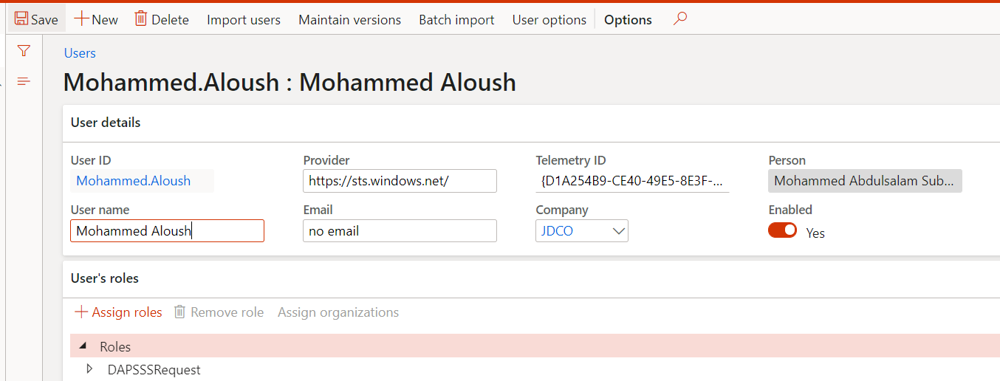 Save New Delete Import users Maintain versions Batch import User options Options
Users
Mohammed.Aloush : Mohammed Aloush
User details
User ID Provider Telemetry ID Person
Mohammed.Aloush https://sts.windows.net/ {D1A254B9-CE40-49E5-8E3F-... Mohammed Abdulsalam Sub...
User name Email Company Enabled
Mohammed Aloush no email JDCO Yes
User's roles
Assign roles Remove role Assign organizations
Roles
DAPSSSRequest